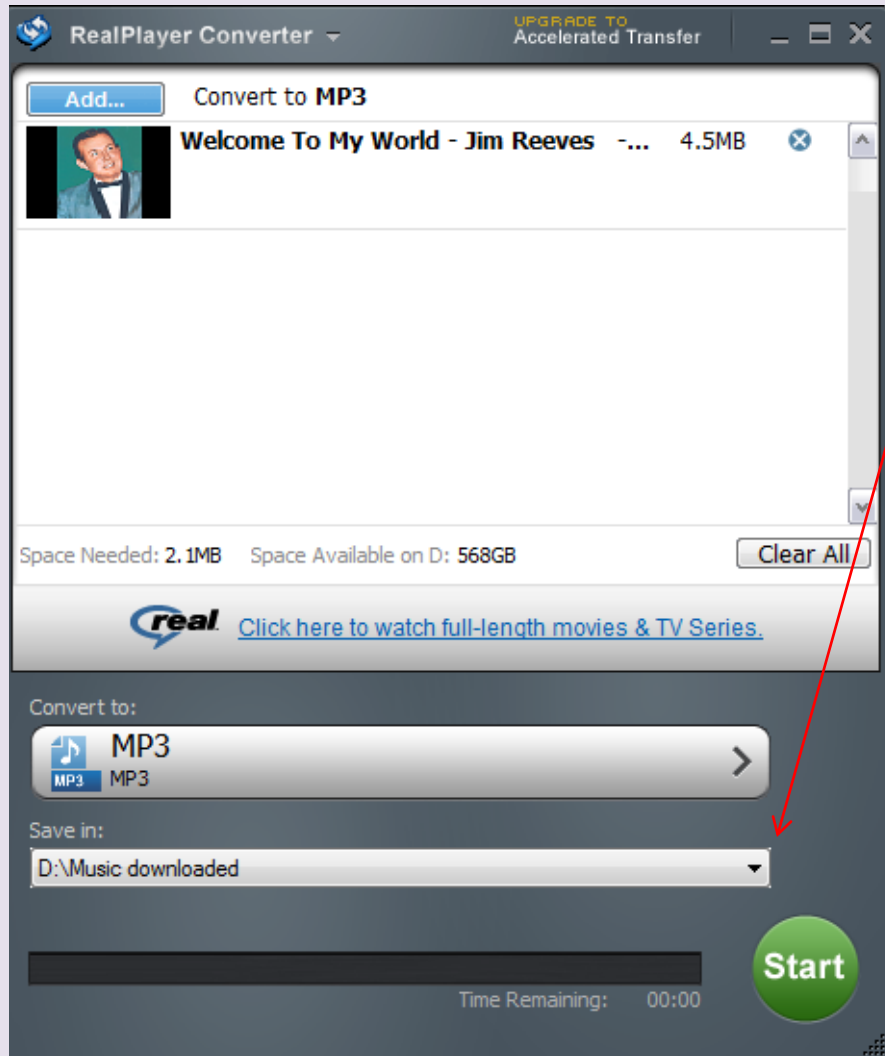 RealPlayer Converter
UPGRADE TO
Accelerated Transfer
Add...
Convert to MP3
Welcome To My World - Jim Reeves -... 4.5MB
Space Needed: 2.1MB Space Available on D: 568GB
Clear All
real Click here to watch full-length movies & TV Series.
Convert to:
MP3
MP3 MP3
Save in:
D:\Music downloaded
Start
Time Remaining: 00:00